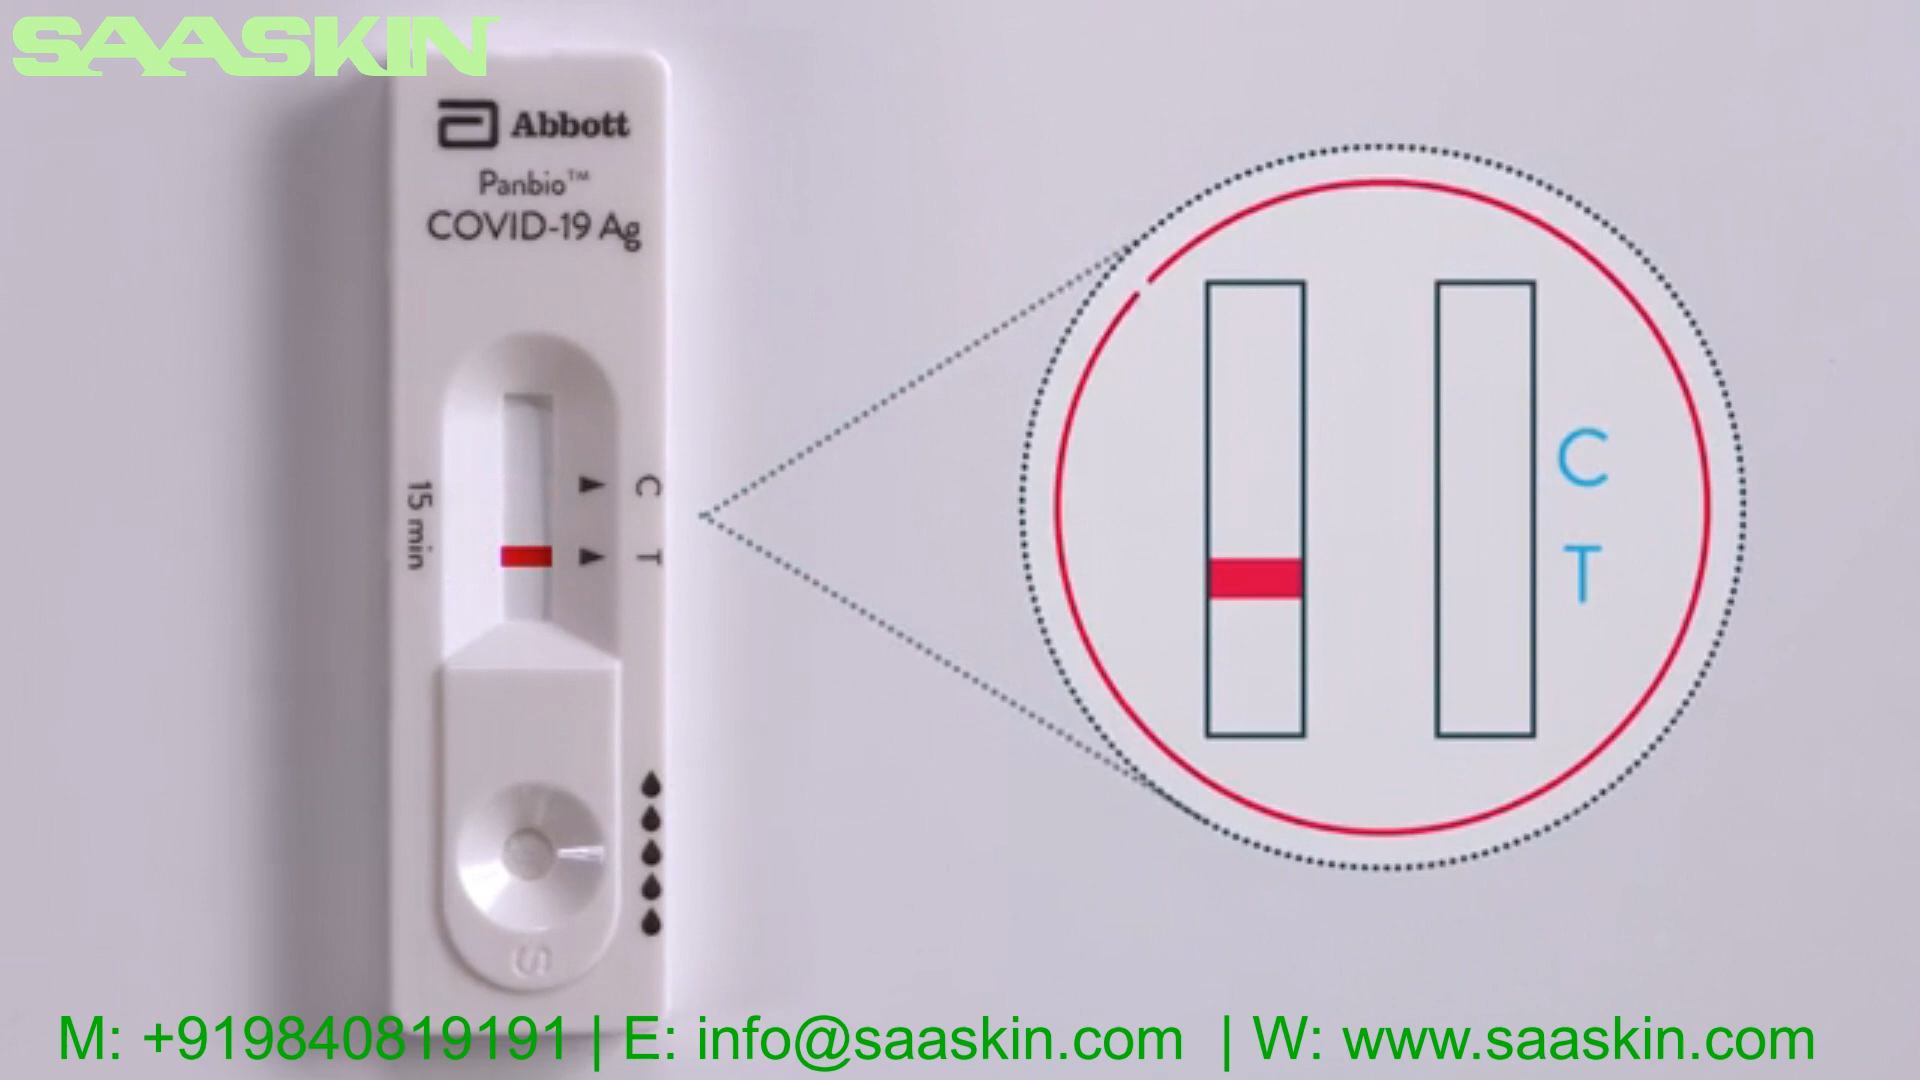 SAASKIN
Abbott
Panbio™
COVID-19 Ag
15 min
C
T
S
C
T
M: +919840819191 | E: info@saaskin.com | W: www.saaskin.com